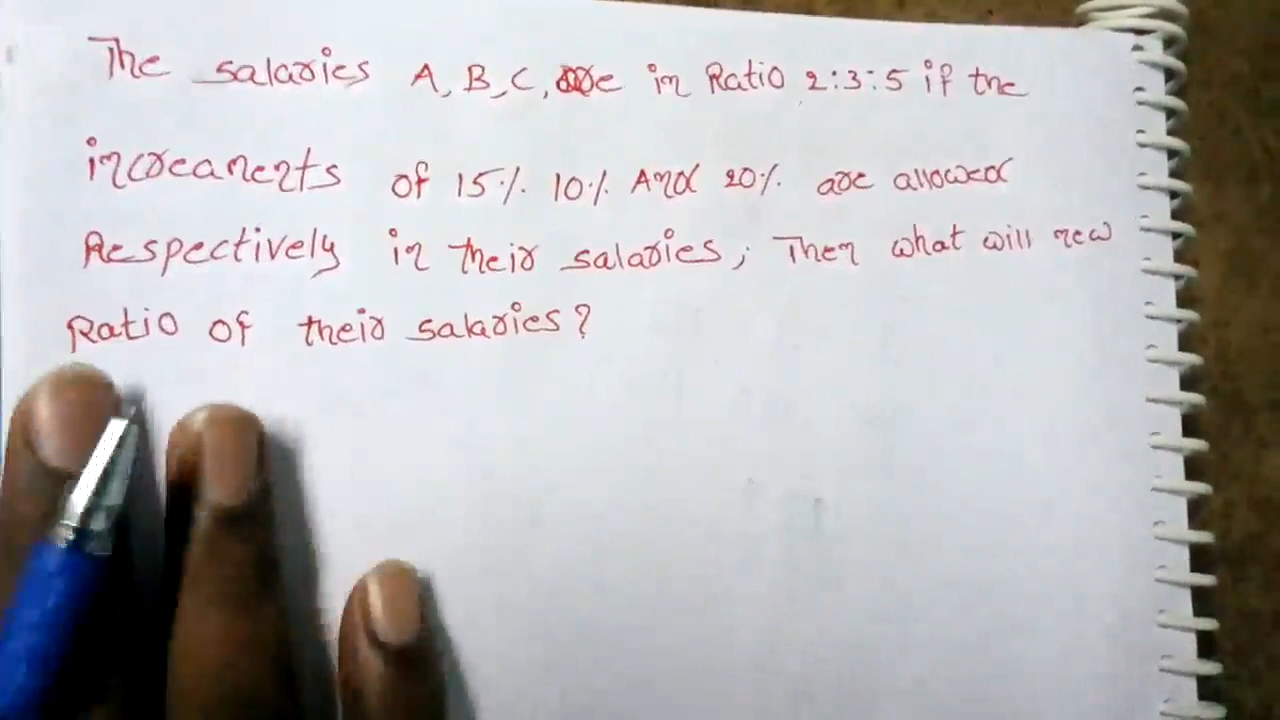 The salaries A, B, C, are in Ratio 2:3:5 if the
increanents of 15% 10% And 20% are allowed
Respectively in their salaries; Then what will new
Ratio of their salaries?